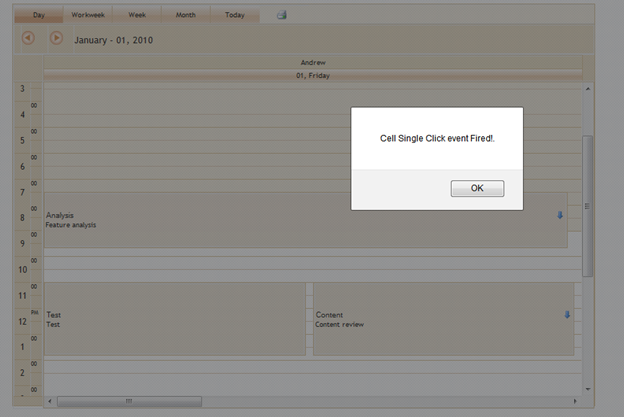 Day Workweek Week Month Today
January - 01, 2010
Andrew
01, Friday
3
00
4
00
Cell Single Click event Fired!.
5
00
6
00
OK
7
00
8
Analysis
Feature analysis
00
9
00
10
00
11
00
Test Content
PM
12
Test Content review
00
1
00
2
00